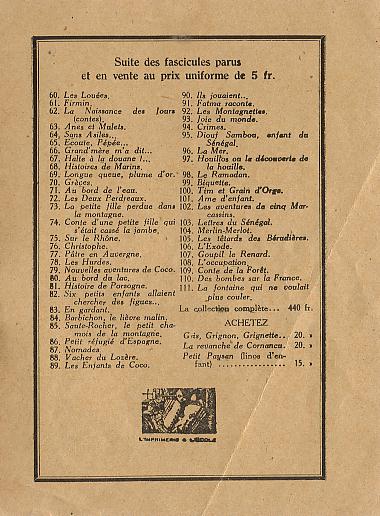 Suite des fascicules parus
et en vente au prix uniforme de 5 fr.
60. Les Louées.
61. Firmin.
62. La Naissance des Jours
(contes).
63. Anes et Mulets.
64. Sans Asiles...
65. Ecoute, Pépée...
66. Grand'mère m'a dit...
67. Halte à la douane !...
68. Histoires de Marins.
69. Longue queue, plume d'or.
70. Grèces.
71. Au bord de l'eau.
72. Les Deux Perdreaux.
73. La petite fille perdue dans
la montagne.
74. Conte d'une petite fille qui
s'était cassé la jambe.
75. Sur le Rhône.
76. Christophe.
77. Pâtre en Auvergne.
78. Les Hurdes.
79. Nouvelles aventures de Coco.
80. Au bord du lac.
81. Histoire de Porsogne.
82. Six petits enfants allaient
chercher des figues...
83. En gardant.
84. Barbichon, le lièvre malin.
85. Saute-Rocher, le petit cha-
mois de la montagne.
86. Petit réfugié d'Espagne.
87. Nomades
88. Vacher du Lozère.
89. Les Enfants de Coco.
90. Ils jouaient...
91. Fatma raconte.
92. Les Montagnettes.
93. Joie du monde.
94. Crimes.
95. Diouf Sambou, enfant du
Sénégal.
96. La Mer.
97. Houillos ou la découverte de
la houille.
98. Le Ramadan.
99. Biquette.
100. Tim et Grain d'Orge.
101. Ame d'enfant.
102. Les aventures de cinq Mar-
cassins.
103. Lettres du Sénégal.
104. Merlin-Merlot.
105. Les têtards des Béradières.
106. L'Exode.
107. Goupil le Renard.
108. L'occupation.
109. Conte de la Forêt.
110. Des bombes sur la France.
111. La fontaine qui ne voulait
plus couler.
La collection complète... 440 fr.
ACHETEZ
Gris, Grignon, Grignette.. 20. »
La revanche de Cornancu. 20. »
Petit Paysan (linos d'en-
fant) .................. 15. »
L'IMPRIMERIE A L'ÉCOLE